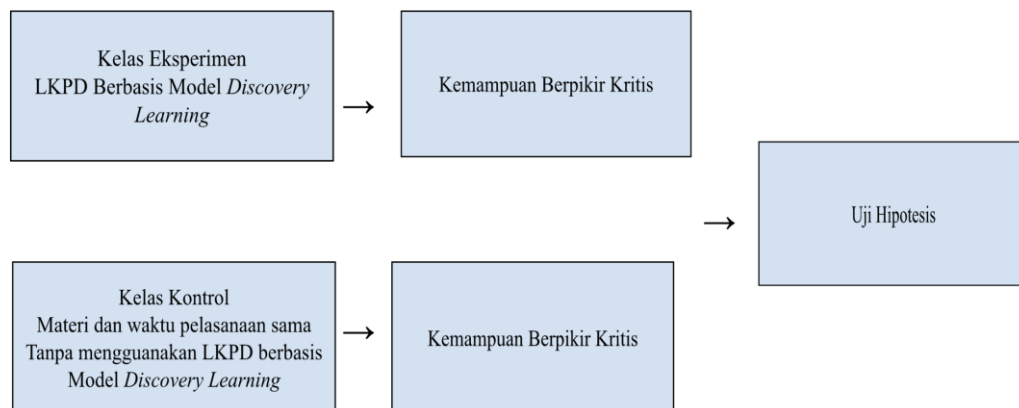 Kelas Eksperimen
LKPD Berbasis Model Discovery
Learning
→
Kemampuan Berpikir Kritis
→
Uji Hipotesis
Kelas Kontrol
Materi dan waktu pelasanaan sama
Tanpa mengguanakan LKPD berbasis
Model Discovery Learning
→
Kemampuan Berpikir Kritis